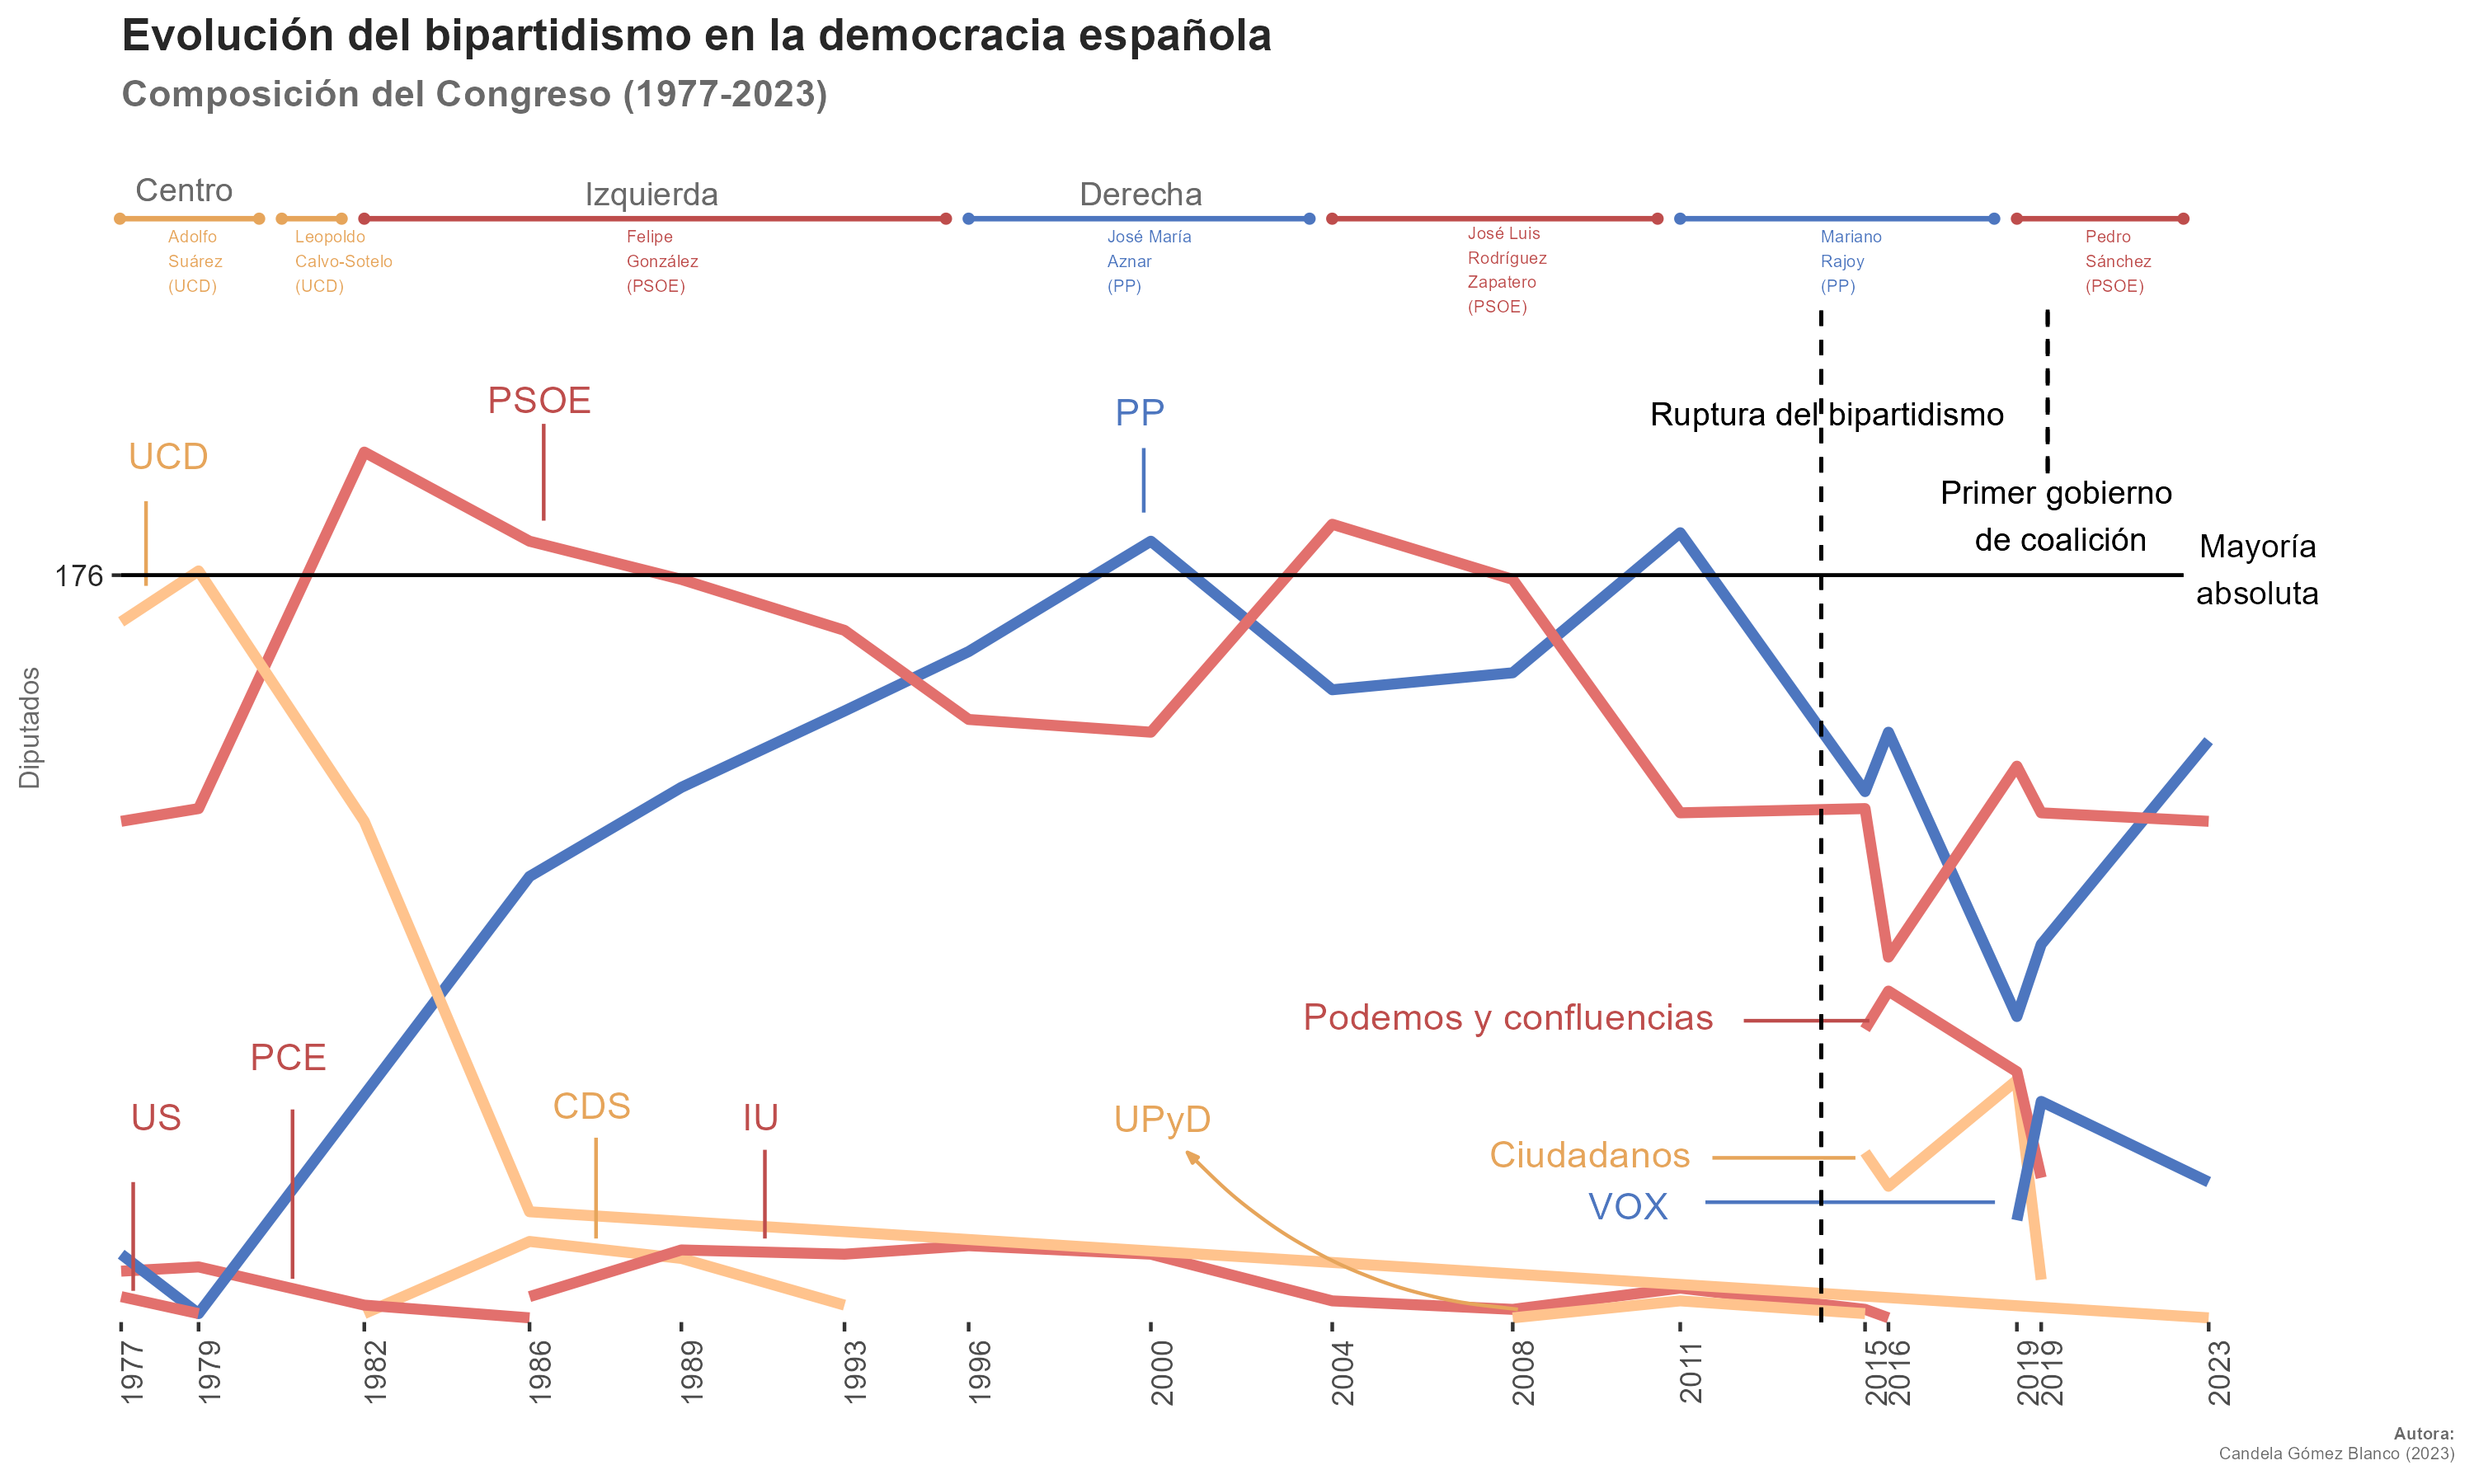 Evolución del bipartidismo en la democracia española
Composición del Congreso (1977-2023)
Centro
Izquierda
Derecha
Adolfo
Suárez
(UCD)
Leopoldo
Calvo-Sotelo
(UCD)
Felipe
González
(PSOE)
José María
Aznar
(PP)
José Luis
Rodríguez
Zapatero
(PSOE)
Mariano
Rajoy
(PP)
Pedro
Sánchez
(PSOE)
UCD
PSOE
PP
Ruptura del bipartidismo
Primer gobierno
de coalición
Mayoría
absoluta
176
Diputados
Podemos y confluencias
PCE
US
CDS
IU
UPyD
Ciudadanos
VOX
1977
1979
1982
1986
1989
1993
1996
2000
2004
2008
2011
2015
2016
2019
2019
2023
Autora:
Candela Gómez Blanco (2023)